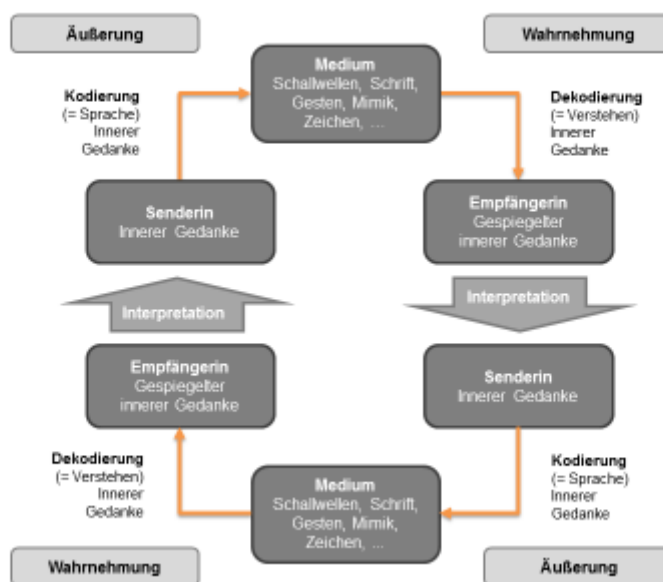 Äußerung
Wahrnehmung
Medium
Schallwellen, Schrift,
Gesten, Mimik,
Zeichen, ...
Kodierung
(= Sprache)
Innerer
Gedanke
Dekodierung
(= Verstehen)
Innerer
Gedanke
Senderin
Innerer Gedanke
Empfängerin
Gespiegelter
innerer Gedanke
Interpretation
Interpretation
Empfängerin
Gespiegelter
innerer Gedanke
Senderin
Innerer Gedanke
Dekodierung
(= Verstehen)
Innerer
Gedanke
Medium
Schallwellen, Schrift,
Gesten, Mimik,
Zeichen, ...
Kodierung
(= Sprache)
Innerer
Gedanke
Wahrnehmung
Äußerung